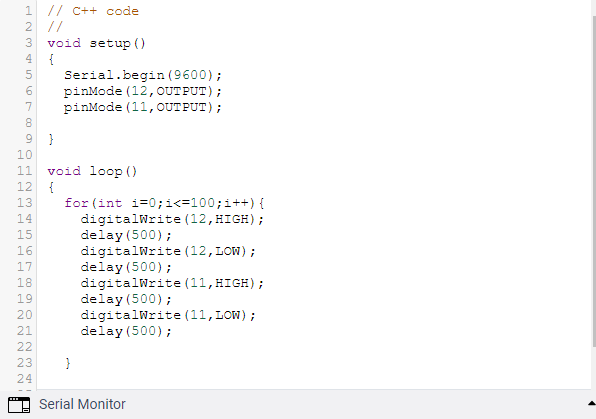 1 // C++ code
2 //
3 void setup()
4 {
5   Serial.begin(9600);
6   pinMode(12,OUTPUT);
7   pinMode(11,OUTPUT);
8
9 }
10
11 void loop()
12 {
13   for(int i=0;i<=100;i++){
14     digitalWrite(12,HIGH);
15     delay(500);
16     digitalWrite(12,LOW);
17     delay(500);
18     digitalWrite(11,HIGH);
19     delay(500);
20     digitalWrite(11,LOW);
21     delay(500);
22
23   }
24
Serial Monitor